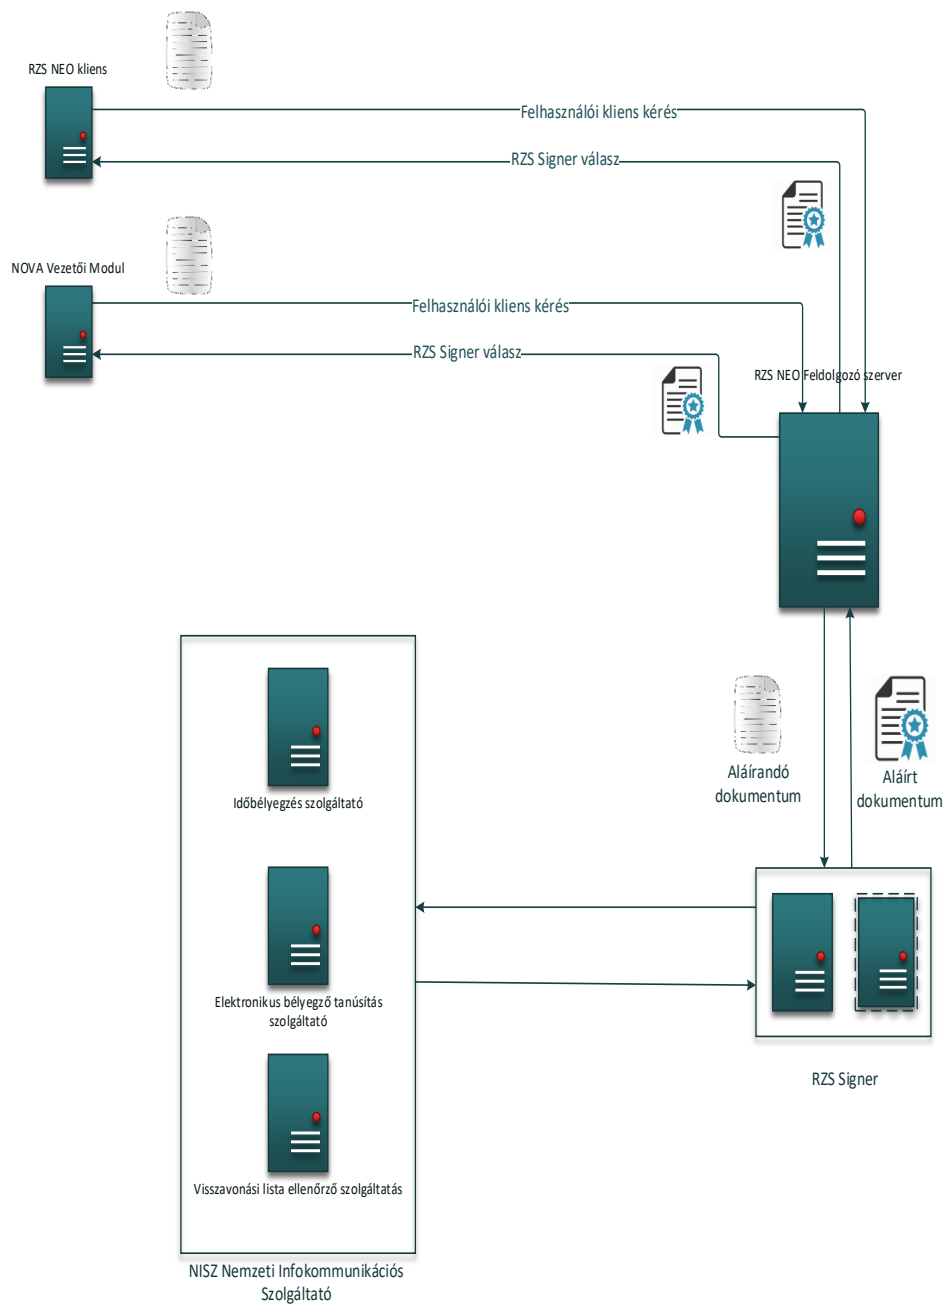 RZS NEO kliens
Felhasználói kliens kérés
RZS Signer válasz
NOVA Vezetői Modul
Felhasználói kliens kérés
RZS Signer válasz
RZS NEO Feldolgozó szerver
Aláírandó
dokumentum
Aláírt
dokumentum
Időbélyegzés szolgáltató
Elektronikus bélyegző tanúsítás
szolgáltató
RZS Signer
Visszavonási lista ellenőrző szolgáltatás
NISZ Nemzeti Infokommunikációs
Szolgáltató